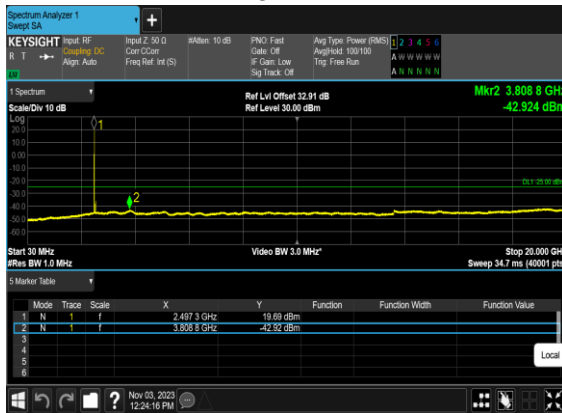 Spectrum Analyzer 1
Swept SA
+
KEYSIGHT Input: RF Input Z: 50 Ω #Atten: 10 dB PNO: Fast Avg Type: Power (RMS) 1 2 3 4 5 6
R T Coupling: DC Corr CCorr Gate: Off Avg|Hold: 100/100 A W W W W W
Align: Auto Freq Ref: Int (S) IF Gain: Low Trig: Free Run
Sig Track: Off A N N N N N
1 Spectrum Ref Lvl Offset 32.91 dB Mkr2 3.808 8 GHz
Scale/Div 10 dB Ref Level 30.00 dBm -42.924 dBm
Log
1
20.0
10.0
0.00
-10.0
-20.0
DL1 -25.00 dBm
-30.0
2
-40.0
-50.0
-60.0
Start 30 MHz Video BW 3.0 MHz* Stop 20.000 GHz
#Res BW 1.0 MHz Sweep 34.7 ms (40001 pts)
5 Marker Table
Mode Trace Scale X Y Function Function Width Function Value
1 N 1 f 2.497 3 GHz 19.69 dBm
2 N 1 f 3.808 8 GHz -42.92 dBm
3
4
5
6
Local
?
Nov 03, 2023
12:24:16 PM